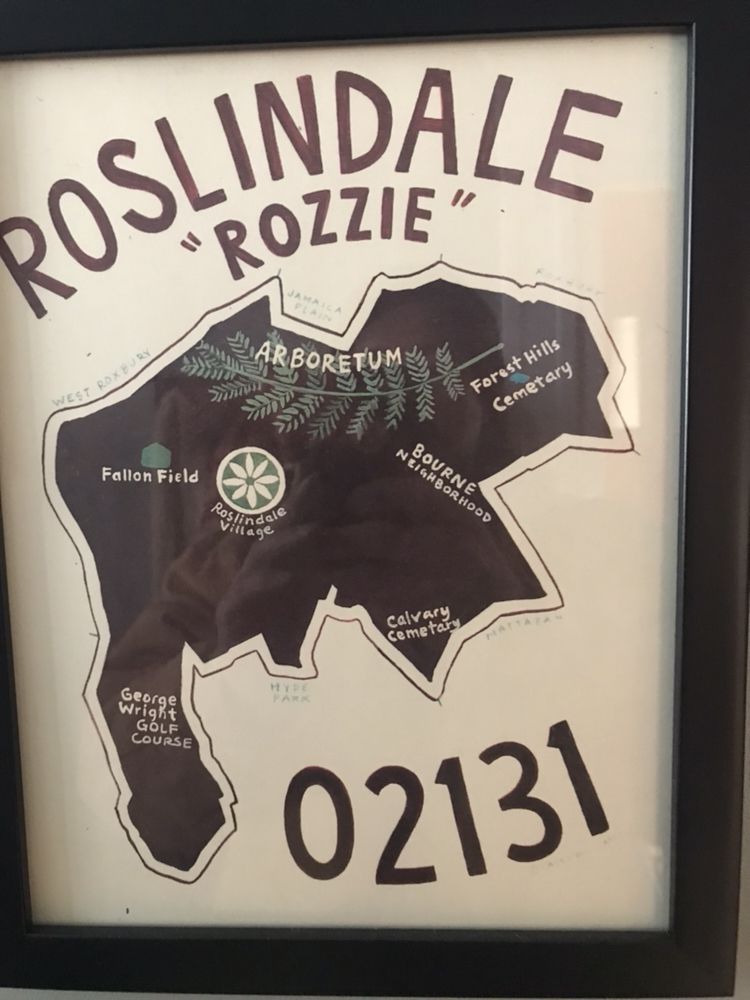 ROSLINDALE
"ROZZIE"
JAMAICA
PLAIN
ROXBURY
WEST ROXBURY
ARBORETUM
Forest Hills
Cemetary
Fallon Field
Roslindale
Village
BOURNE
NEIGHBORHOOD
Calvary
Cemetary
MATTAPAN
HYDE
PARK
George
Wright
GOLF
COURSE
02131